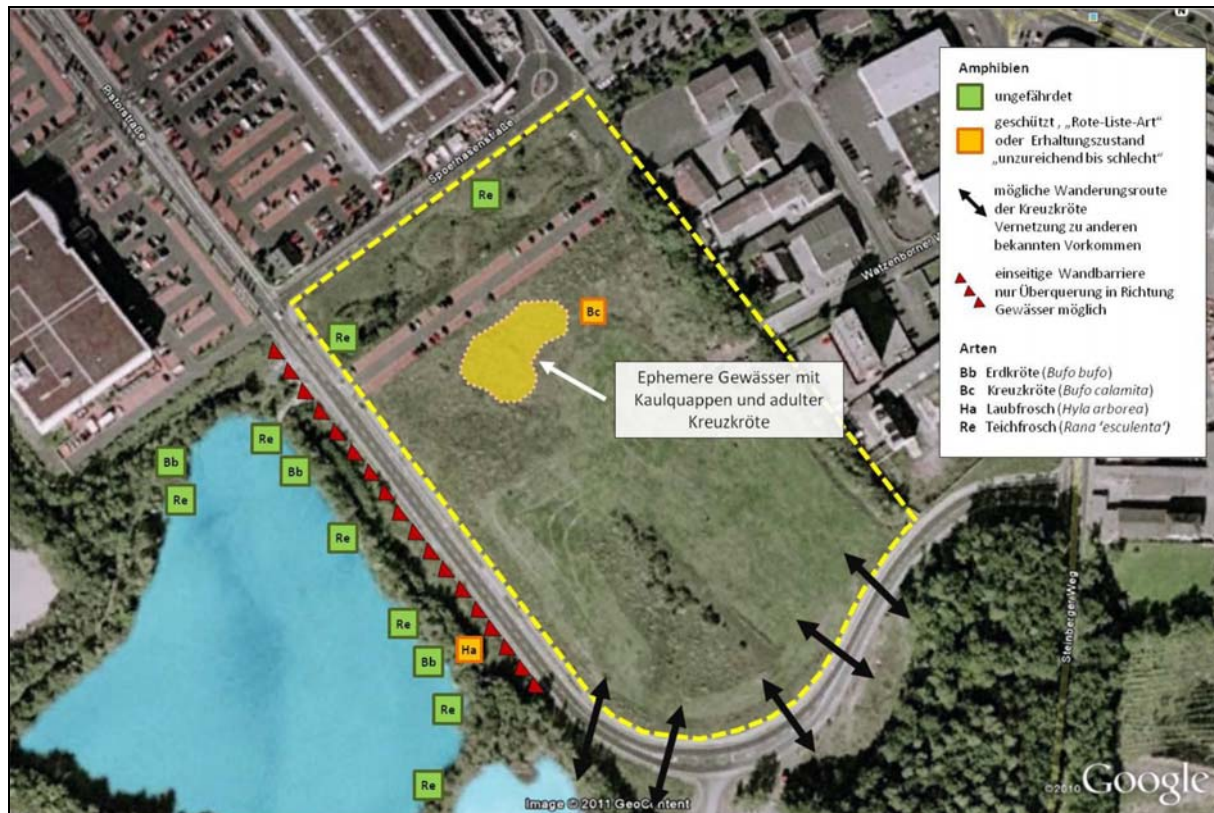 Pistorstraße
Spoelhasenstraße
Watzenborner
Steinberger Weg
Re
Re
Bc
Ephemere Gewässer mit
Kaulquappen und adulter
Kreuzkröte
Bb
Re
Re
Bb
Re
Re
Bb
Ha
Re
Re
Amphibien
ungefährdet
geschützt , „Rote-Liste-Art“
oder Erhaltungszustand
„unzureichend bis schlecht“
mögliche Wanderungsroute
der Kreuzkröte
Vernetzung zu anderen
bekannten Vorkommen
einseitige Wandbarriere
nur Überquerung in Richtung
Gewässer möglich
Arten
Bb Erdkröte (Bufo bufo)
Bc Kreuzkröte (Bufo calamita)
Ha Laubfrosch (Hyla arborea)
Re Teichfrosch (Rana 'esculenta')
Image © 2011 GeoContent
©2010 Google